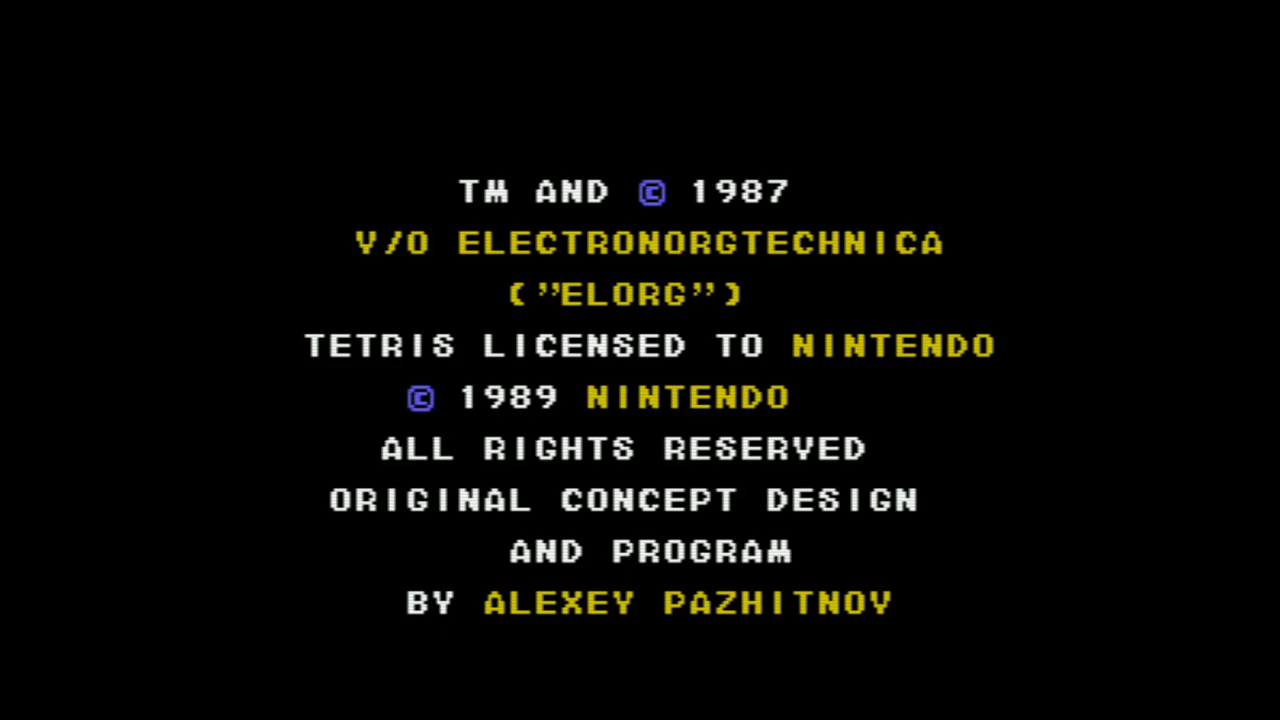 TM AND © 1987
V/O ELECTRONORGTECHNICA
("ELORG")
TETRIS LICENSED TO NINTENDO
© 1989 NINTENDO
ALL RIGHTS RESERVED
ORIGINAL CONCEPT DESIGN
AND PROGRAM
BY ALEXEY PAZHITNOV